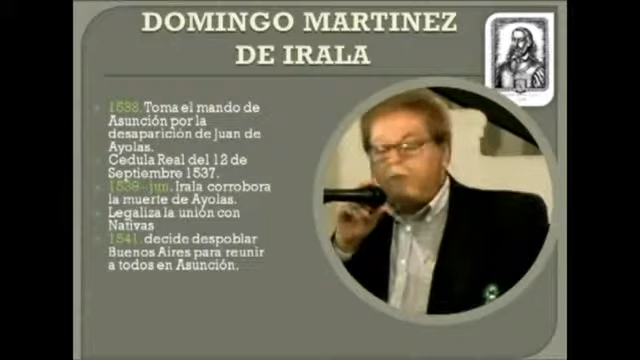 DOMINGO MARTINEZ
DE IRALA
1538. Toma el mando de
Asunción por la
desaparición de Juan de
Ayolas.
Cedula Real del 12 de
Septiembre 1537.
1539- jun. Irala corrobora
la muerte de Ayolas.
Legaliza la unión con
Nativas
1541. decide despoblar
Buenos Aires para reunir
a todos en Asunción.